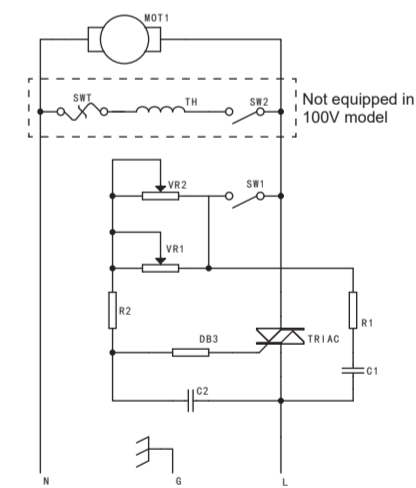 MOT1
SWT
TH
SW2
Not equipped in
100V model
VR2
SW1
VR1
R2
R1
DB3
TRIAC
C1
C2
N
G
L